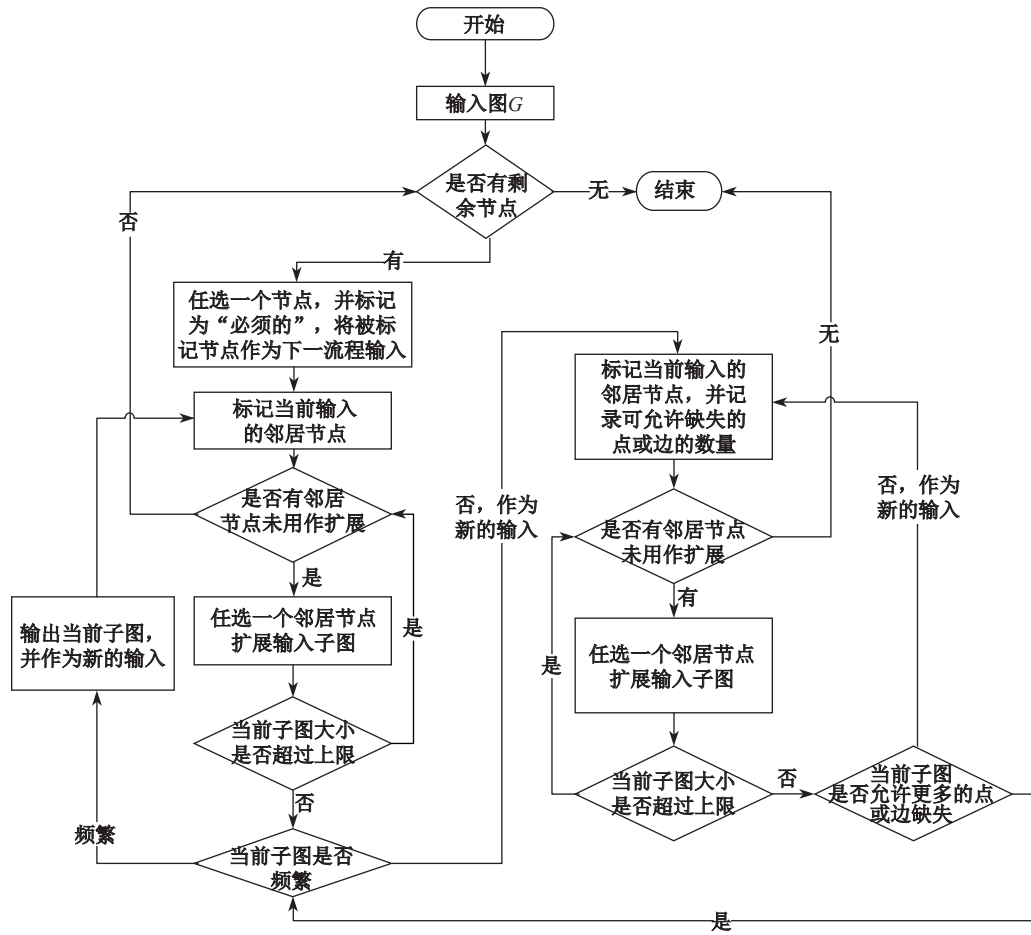 开始
输入图G
是否有剩
余节点
无
结束
否
有
任选一个节点，并标记
为“必须的”，将被标
记节点作为下一流程输入
无
标记当前输入的
邻居节点，并记
录可允许缺失的
点或边的数量
标记当前输入
的邻居节点
是否有邻居
节点未用作扩展
否，作为
新的输入
否，作为
新的输入
是否有邻居节点
未用作扩展
是
有
输出当前子图，
并作为新的输入
任选一个邻居节点
扩展输入子图
是
任选一个邻居节点
扩展输入子图
是
当前子图大小
是否超过上限
当前子图大小
是否超过上限
否
当前子图
是否允许更多的点
或边缺失
否
频繁
当前子图是否
频繁
是